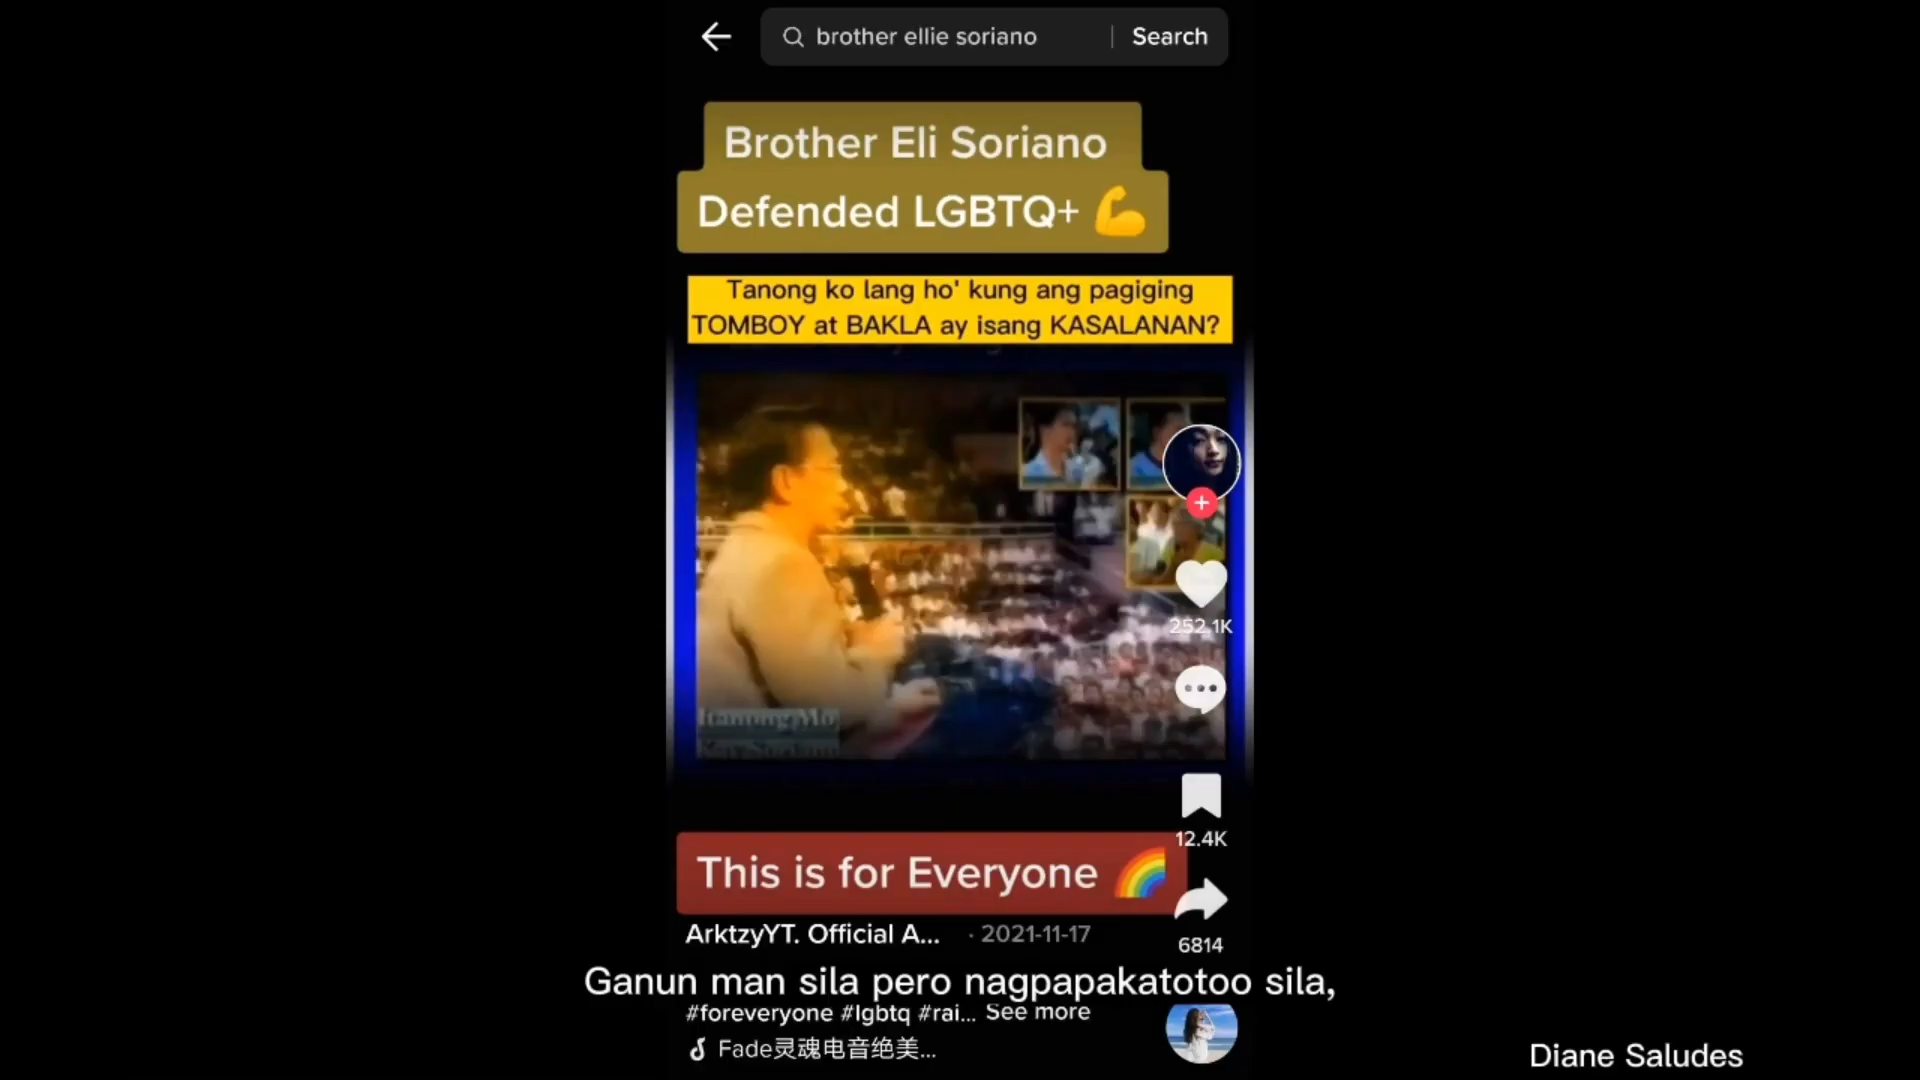 brother ellie soriano
Search
Brother Eli Soriano
Defended LGBTQ+ 💪
Tanong ko lang ho' kung ang pagiging
TOMBOY at BAKLA ay isang KASALANAN?
252.1K
Itanong Mo
12.4K
This is for Everyone 🌈
ArktzyYT. Official A... · 2021-11-17
6814
Ganun man sila pero nagpapakatotoo sila,
#foreveryone #lgbtq #rai... See more
Fade灵魂电音绝美...
Diane Saludes